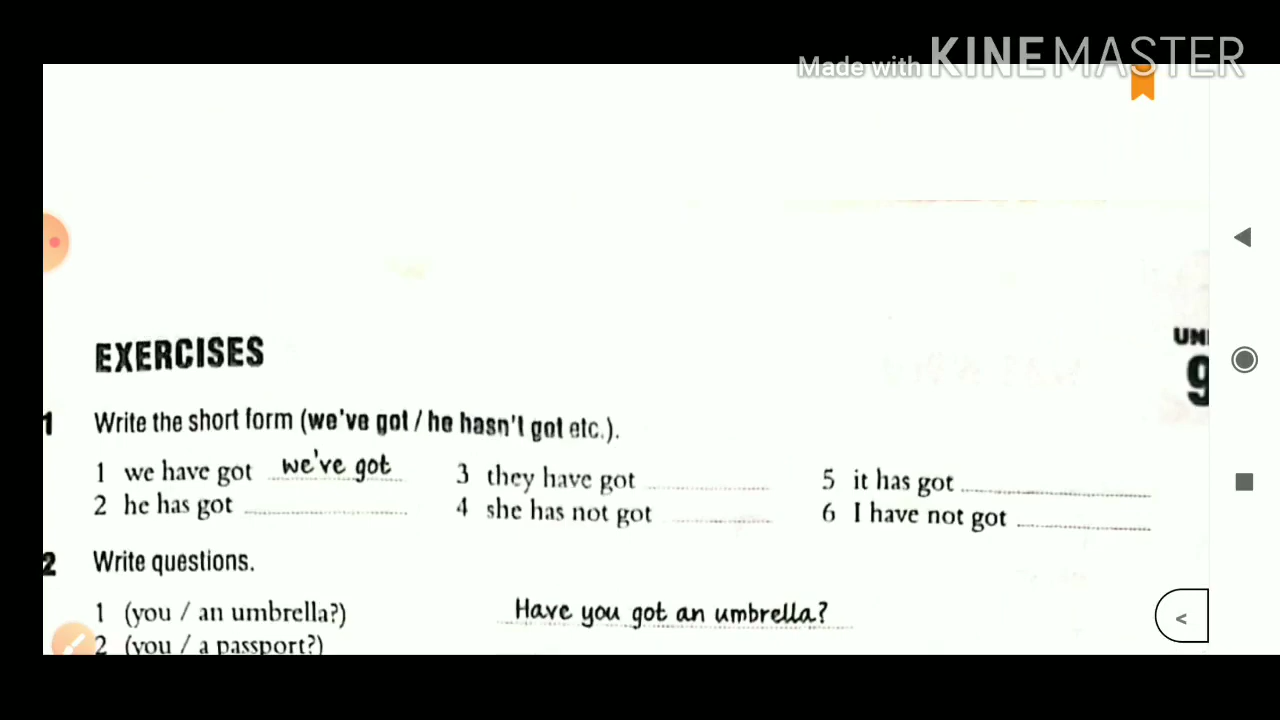 Made with KINEMASTER
EXERCISES
9
1 Write the short form (we've got / he hasn't got etc.).
1 we have got we've got 3 they have got 5 it has got
2 he has got 4 she has not got 6 I have not got
2 Write questions.
1 (you / an umbrella?) Have you got an umbrella?
2 (you / a passport?)